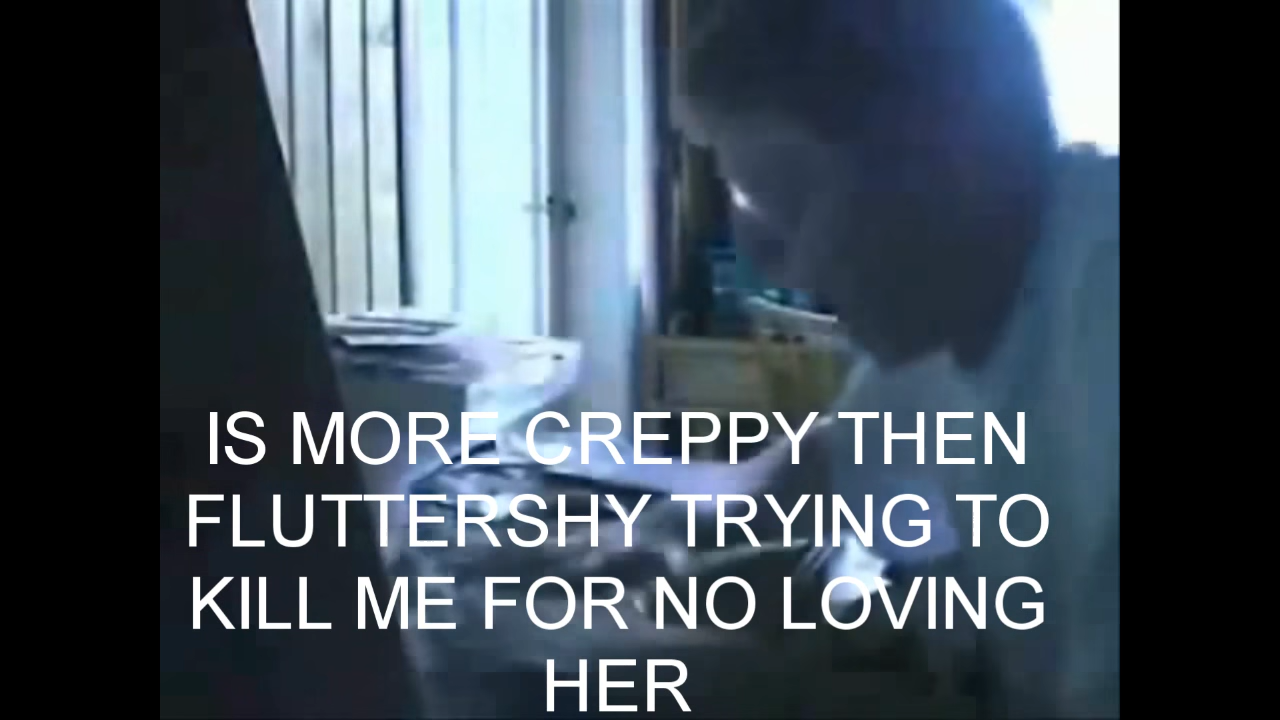 IS MORE CREPPY THEN
FLUTTERSHY TRYING TO
KILL ME FOR NO LOVING
HER